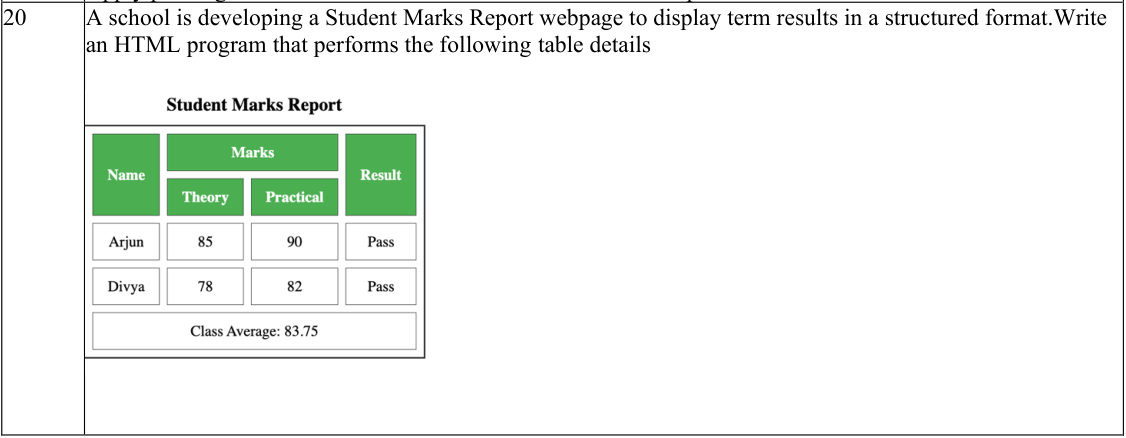 20
A school is developing a Student Marks Report webpage to display term results in a structured format.Write
an HTML program that performs the following table details
Student Marks Report
Name
Marks
Result
Theory
Practical
Arjun
85
90
Pass
Divya
78
82
Pass
Class Average: 83.75